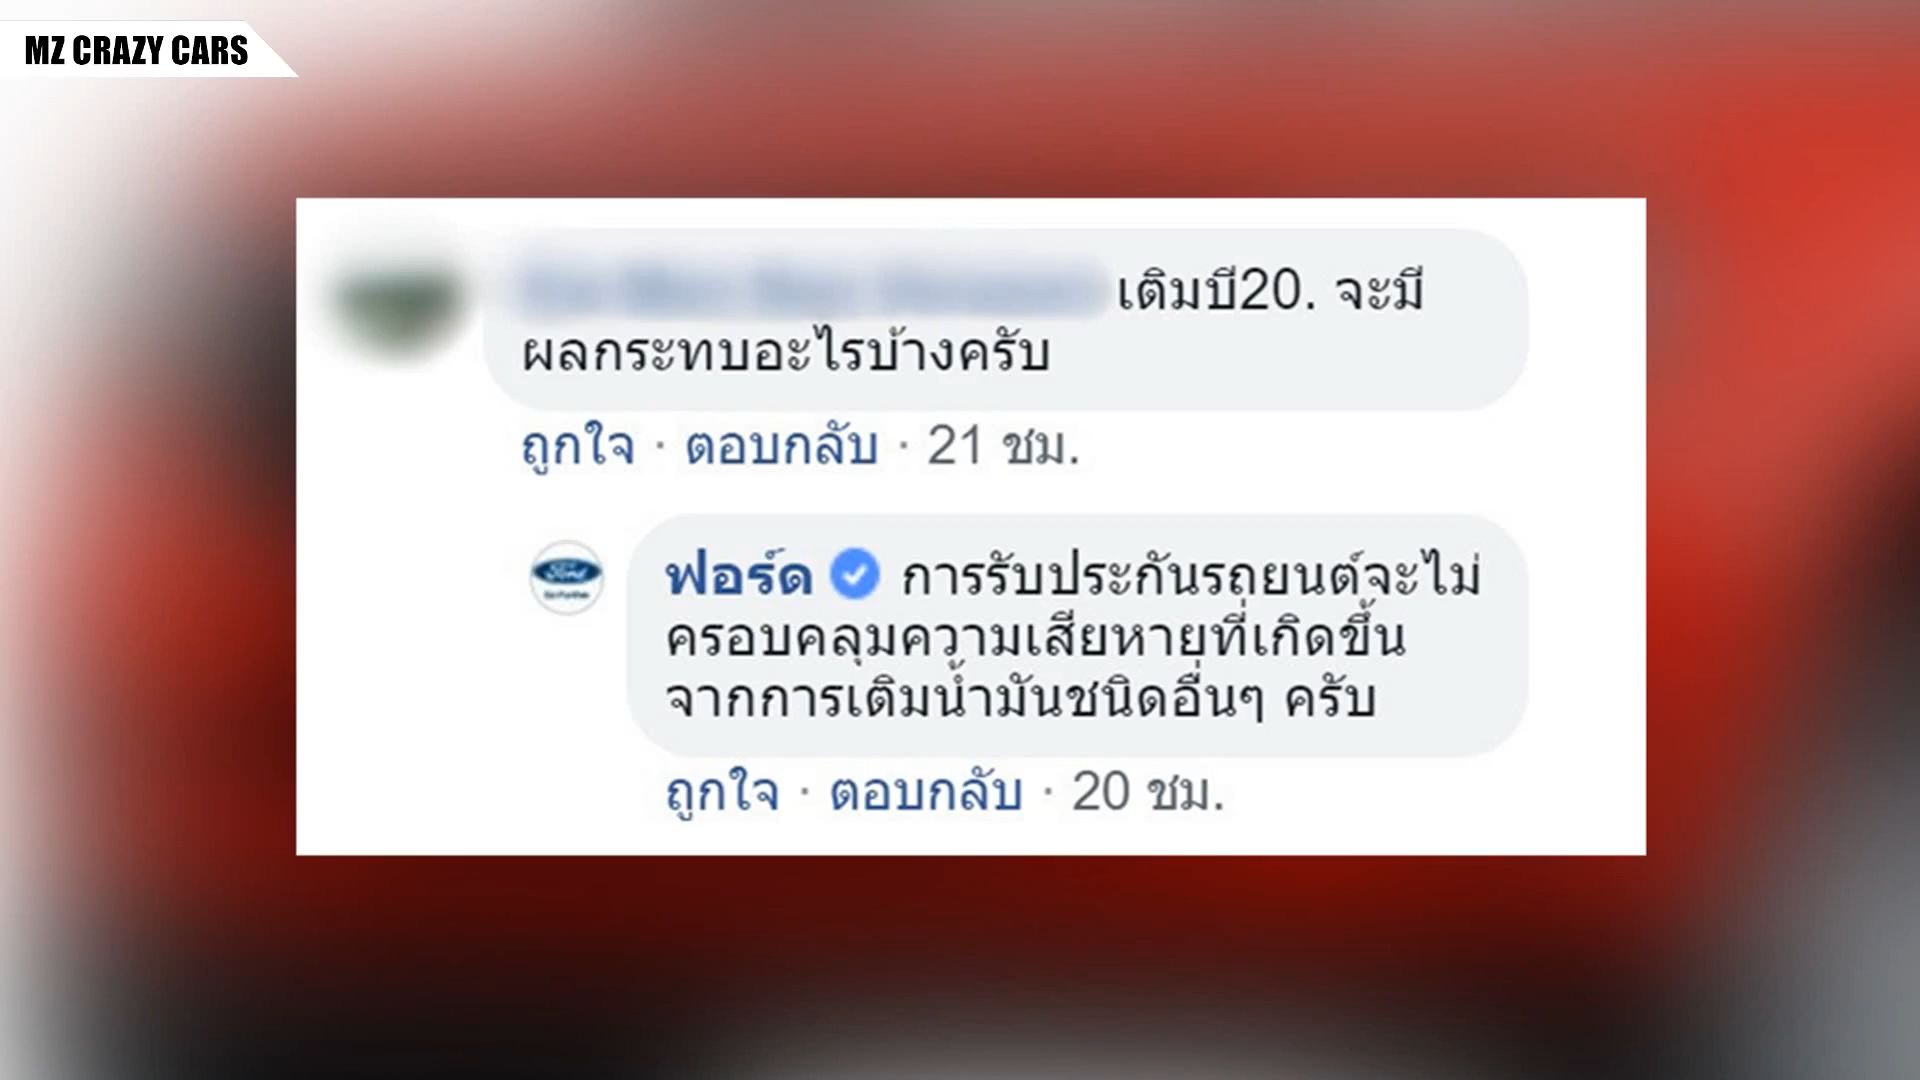 MZ CRAZY CARS
เติมบี20. จะมี
ผลกระทบอะไรบ้างครับ
ถูกใจ · ตอบกลับ · 21 ชม.
Ford
ฟอร์ด การรับประกันรถยนต์จะไม่
ครอบคลุมความเสียหายที่เกิดขึ้น
จากการเติมน้ำมันชนิดอื่นๆ ครับ
ถูกใจ · ตอบกลับ · 20 ชม.